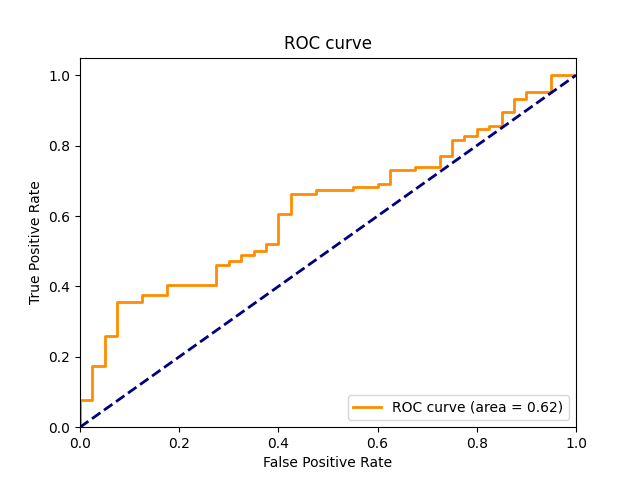 ROC curve
1.0
0.8
0.6
0.4
0.2
0.0
True Positive Rate
0.0 0.2 0.4 0.6 0.8 1.0
False Positive Rate
ROC curve (area = 0.62)